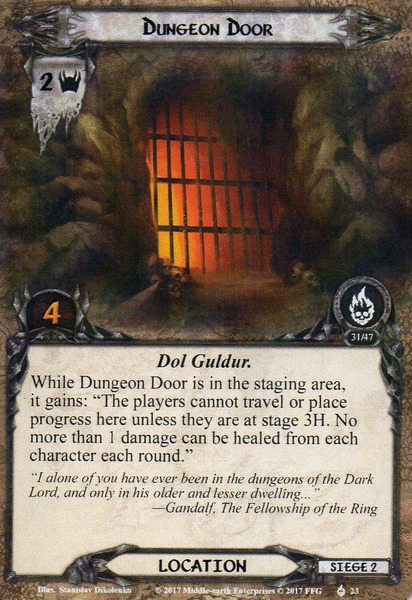 Dungeon Door
2
4
31/47
Dol Guldur.
While Dungeon Door is in the staging area,
it gains: “The players cannot travel or place
progress here unless they are at stage 3H. No
more than 1 damage can be healed from each
character each round.”
“I alone of you have ever been in the dungeons of the Dark
Lord, and only in his older and lesser dwelling...”
—Gandalf, The Fellowship of the Ring
LOCATION
SIEGE 2
Illus. Stanislav Dikolenko
© 2017 Middle-earth Enterprises © 2017 FFG
23